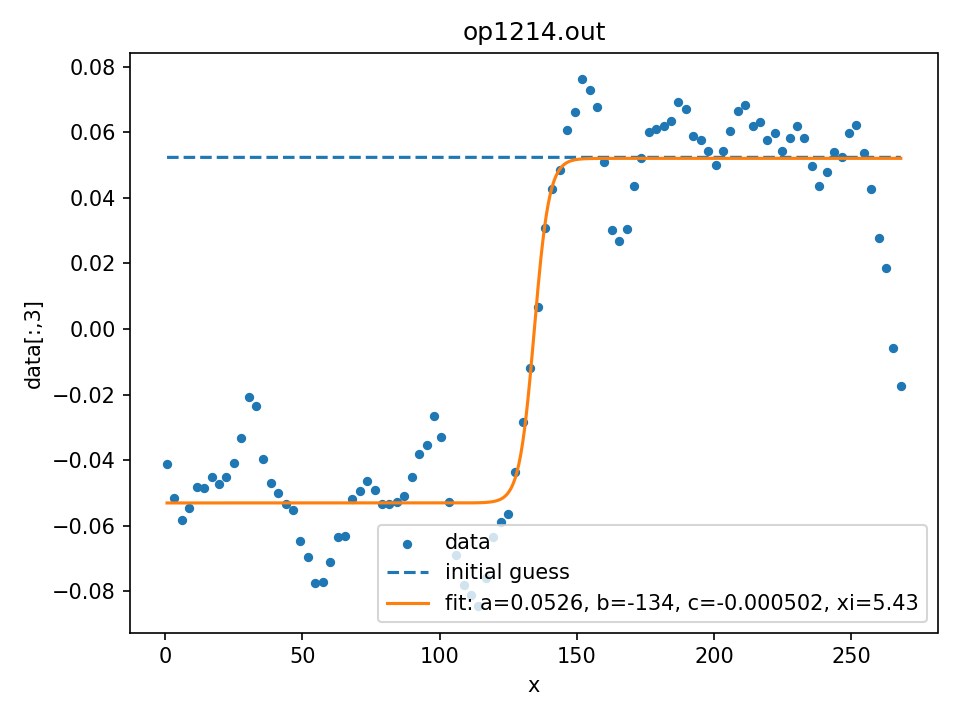 op1214.out
0.08
0.06
0.04
0.02
0.00
−0.02
−0.04
−0.06
−0.08
data[:,3]
data
initial guess
fit: a=0.0526, b=-134, c=-0.000502, xi=5.43
0 50 100 150 200 250
x